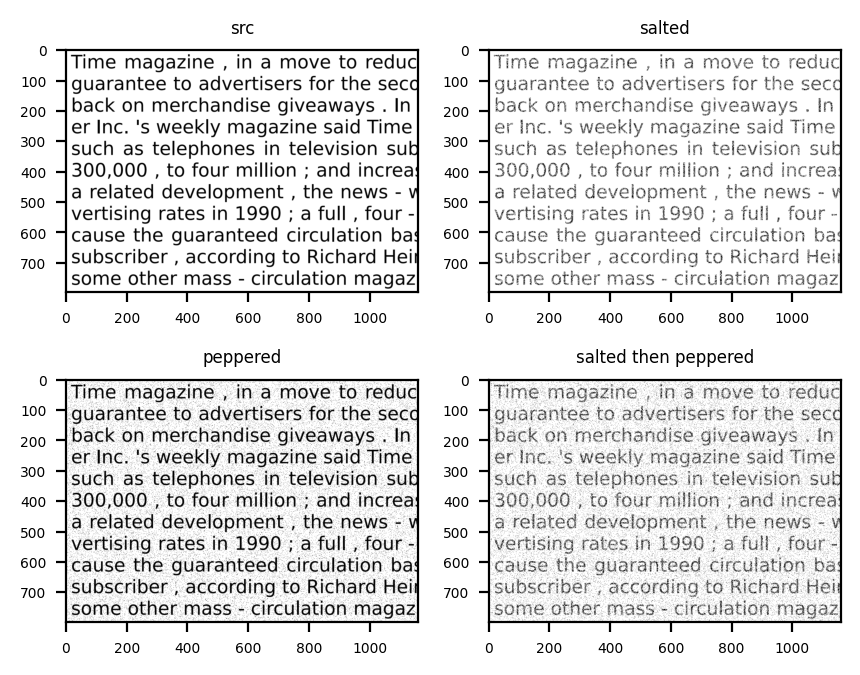 src
0
100
200
300
400
500
600
700
Time magazine , in a move to reduc
guarantee to advertisers for the seco
back on merchandise giveaways . In
er Inc. 's weekly magazine said Time
such as telephones in television sub
300,000 , to four million ; and increas
a related development , the news - w
vertising rates in 1990 ; a full , four -
cause the guaranteed circulation bas
subscriber , according to Richard Hein
some other mass - circulation magaz
0 200 400 600 800 1000
salted
0
100
200
300
400
500
600
700
Time magazine , in a move to reduc
guarantee to advertisers for the seco
back on merchandise giveaways . In
er Inc. 's weekly magazine said Time
such as telephones in television sub
300,000 , to four million ; and increas
a related development , the news - w
vertising rates in 1990 ; a full , four -
cause the guaranteed circulation bas
subscriber , according to Richard Hein
some other mass - circulation magaz
0 200 400 600 800 1000
peppered
0
100
200
300
400
500
600
700
Time magazine , in a move to reduc
guarantee to advertisers for the seco
back on merchandise giveaways . In
er Inc. 's weekly magazine said Time
such as telephones in television sub
300,000 , to four million ; and increas
a related development , the news - w
vertising rates in 1990 ; a full , four -
cause the guaranteed circulation bas
subscriber , according to Richard Hein
some other mass - circulation magaz
0 200 400 600 800 1000
salted then peppered
0
100
200
300
400
500
600
700
Time magazine , in a move to reduc
guarantee to advertisers for the seco
back on merchandise giveaways . In
er Inc. 's weekly magazine said Time
such as telephones in television sub
300,000 , to four million ; and increas
a related development , the news - w
vertising rates in 1990 ; a full , four -
cause the guaranteed circulation bas
subscriber , according to Richard Hein
some other mass - circulation magaz
0 200 400 600 800 1000